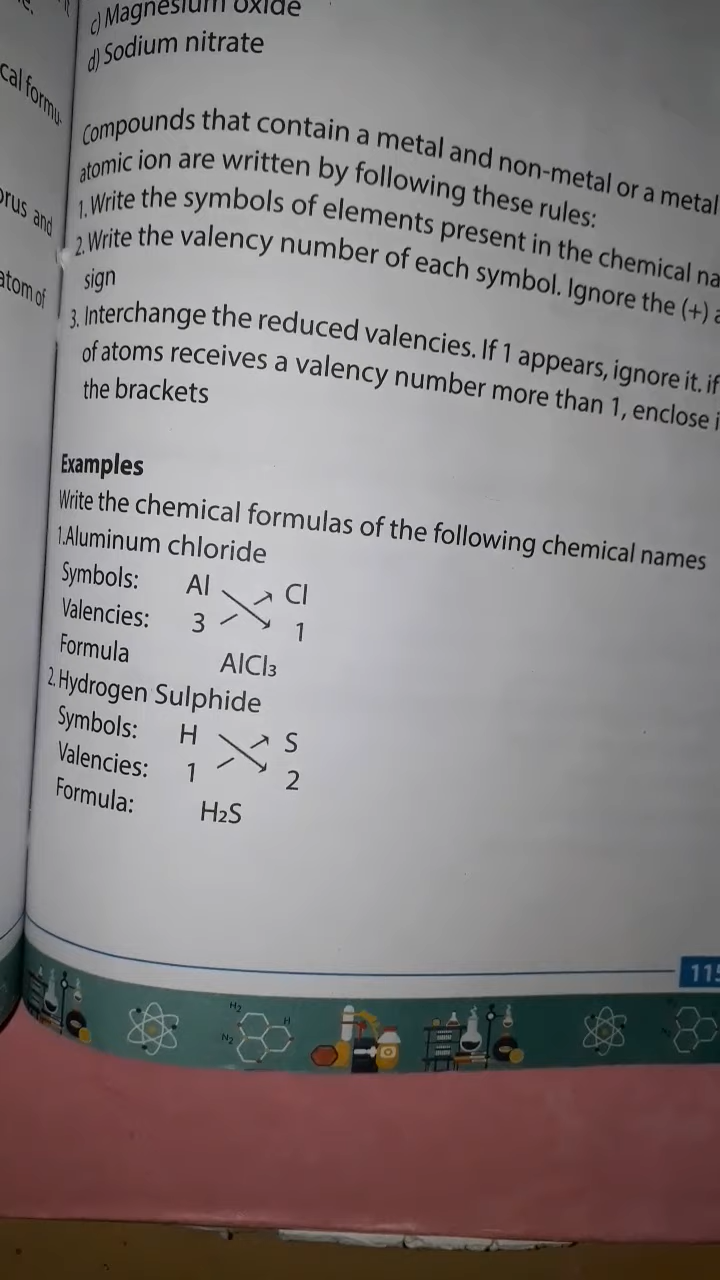 cal formu-
orus and
atom of
c) Magnesium oxide
d) Sodium nitrate
Compounds that contain a metal and non-metal or a metal
atomic ion are written by following these rules:
1. Write the symbols of elements present in the chemical na
2. Write the valency number of each symbol. Ignore the (+) a
sign
3. Interchange the reduced valencies. If 1 appears, ignore it. if
of atoms receives a valency number more than 1, enclose i
the brackets
Examples
Write the chemical formulas of the following chemical names
1. Aluminum chloride
Symbols: Al Cl
Valencies: 3 1
Formula AlCl₃
2. Hydrogen Sulphide
Symbols: H S
Valencies: 1 2
Formula: H₂S
115
H₂
H
N₂